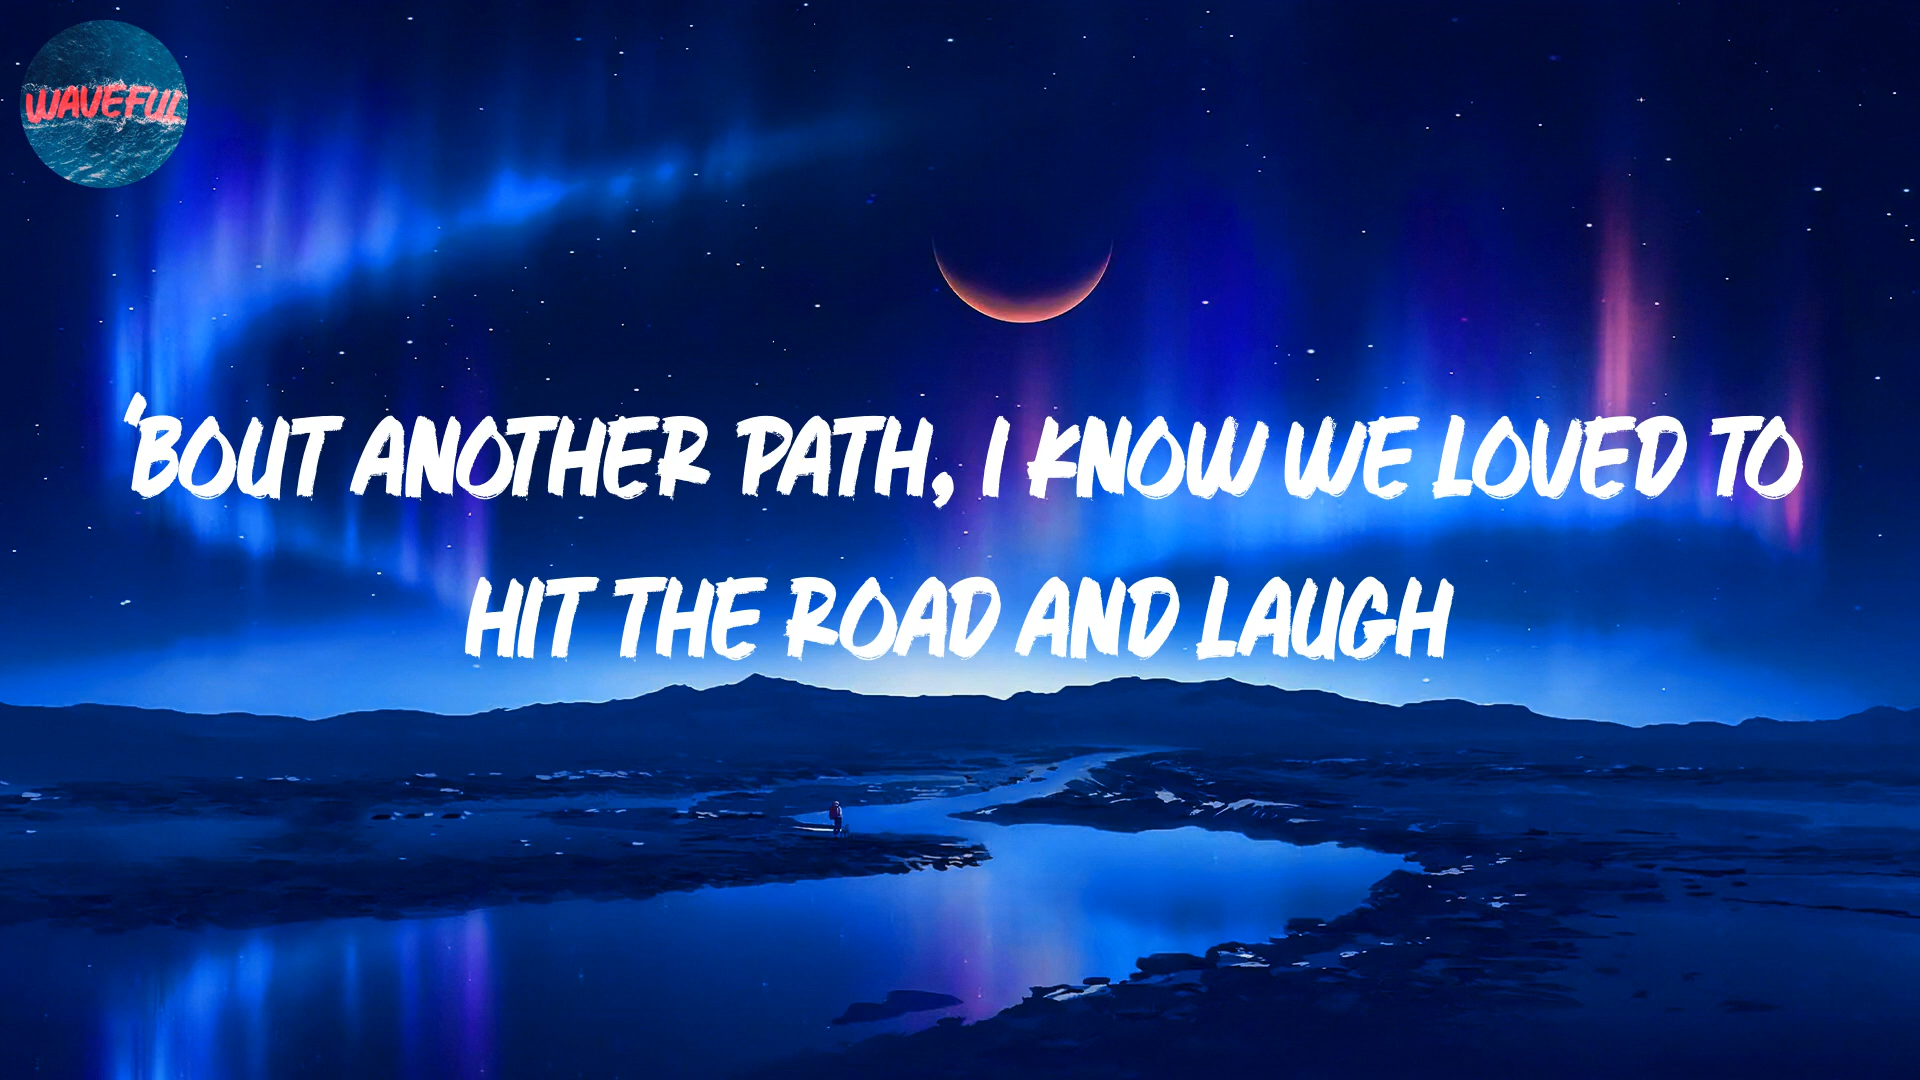 WAVEFUL
'BOUT ANOTHER PATH, I KNOW WE LOVED TO
HIT THE ROAD AND LAUGH